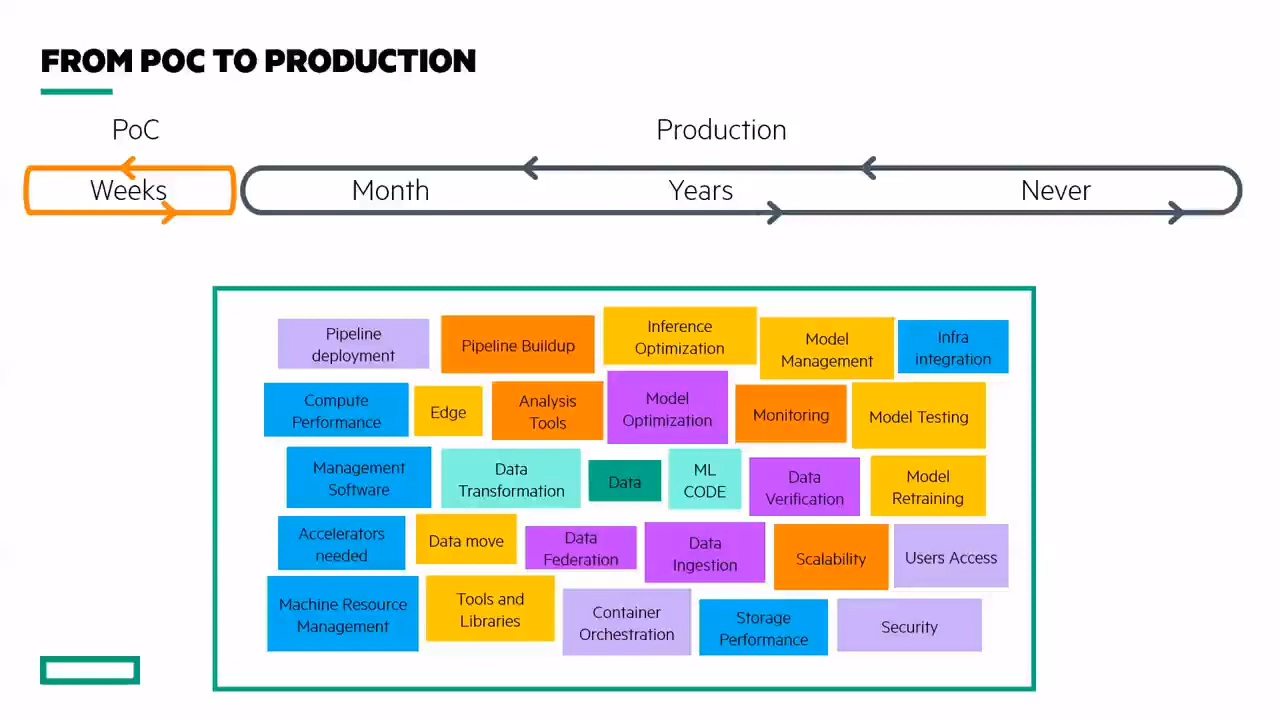 FROM POC TO PRODUCTION
PoC
Production
Weeks
Month
Years
Never
Pipeline
deployment
Pipeline Buildup
Inference
Optimization
Model
Management
Infra
integration
Compute
Performance
Edge
Analysis
Tools
Model
Optimization
Monitoring
Model Testing
Management
Software
Data
Transformation
Data
ML
CODE
Data
Verification
Model
Retraining
Accelerators
needed
Data move
Data
Federation
Data
Ingestion
Scalability
Users Access
Machine Resource
Management
Tools and
Libraries
Container
Orchestration
Storage
Performance
Security